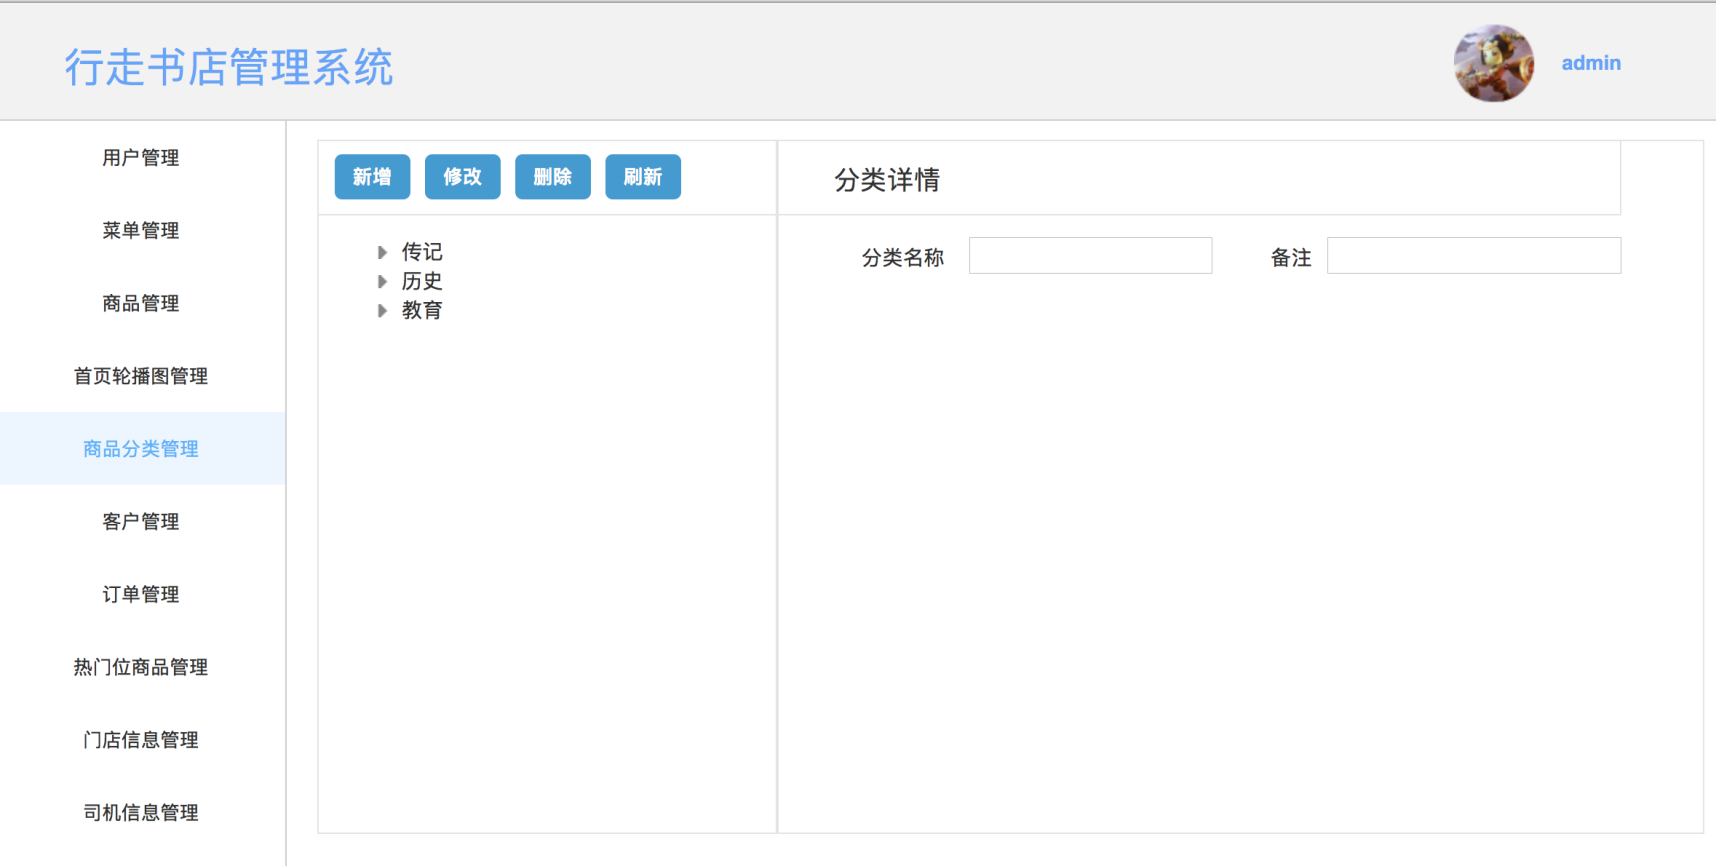 行走书店管理系统
admin
用户管理
菜单管理
商品管理
首页轮播图管理
商品分类管理
客户管理
订单管理
热门位商品管理
门店信息管理
司机信息管理
新增 修改 删除 刷新
传记
历史
教育
分类详情
分类名称 备注